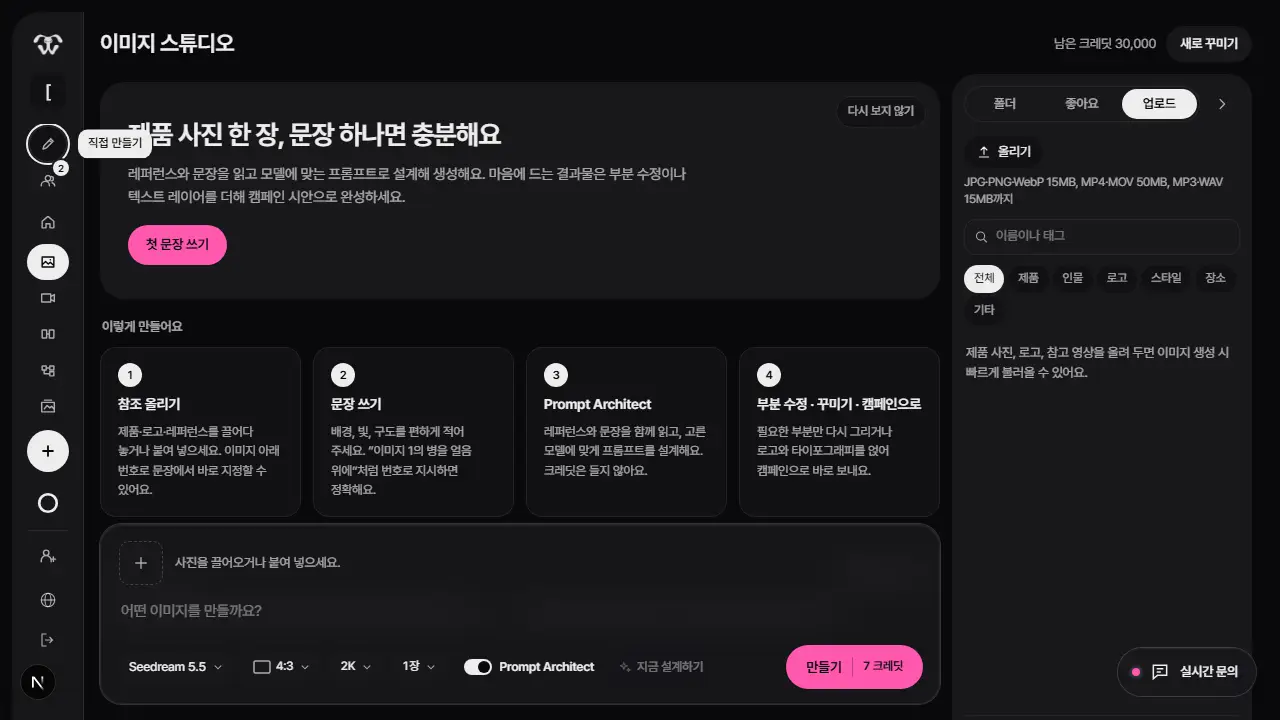 이미지 스튜디오
남은 크레딧 30,000
새로 꾸미기
[
직접 만들기
2
N
다시 보지 않기
제품 사진 한 장, 문장 하나면 충분해요
레퍼런스와 문장을 읽고 모델에 맞는 프롬프트로 설계해 생성해요. 마음에 드는 결과물은 부분 수정이나
텍스트 레이어를 더해 캠페인 시안으로 완성하세요.
첫 문장 쓰기
이렇게 만들어요
1
참조 올리기
제품·로고·레퍼런스를 끌어다
놓거나 붙여 넣으세요. 이미지 아래
번호로 문장에서 바로 지정할 수
있어요.
2
문장 쓰기
배경, 빛, 구도를 편하게 적어
주세요. “이미지 1의 병을 얼음
위에”처럼 번호로 지시하면
정확해요.
3
Prompt Architect
레퍼런스와 문장을 함께 읽고, 고른
모델에 맞게 프롬프트를 설계해요.
크레딧은 들지 않아요.
4
부분 수정 · 꾸미기 · 캠페인으로
필요한 부분만 다시 그리거나
로고와 타이포그래피를 얹어
캠페인으로 바로 보내요.
사진을 끌어오거나 붙여 넣으세요.
어떤 이미지를 만들까요?
Seedream 5.5
4:3
2K
1장
Prompt Architect
지금 설계하기
만들기
7 크레딧
폴더
좋아요
업로드
올리기
JPG·PNG·WebP 15MB, MP4·MOV 50MB, MP3·WAV
15MB까지
이름이나 태그
전체
제품
인물
로고
스타일
장소
기타
제품 사진, 로고, 참고 영상을 올려 두면 이미지 생성 시
빠르게 불러올 수 있어요.
실시간 문의